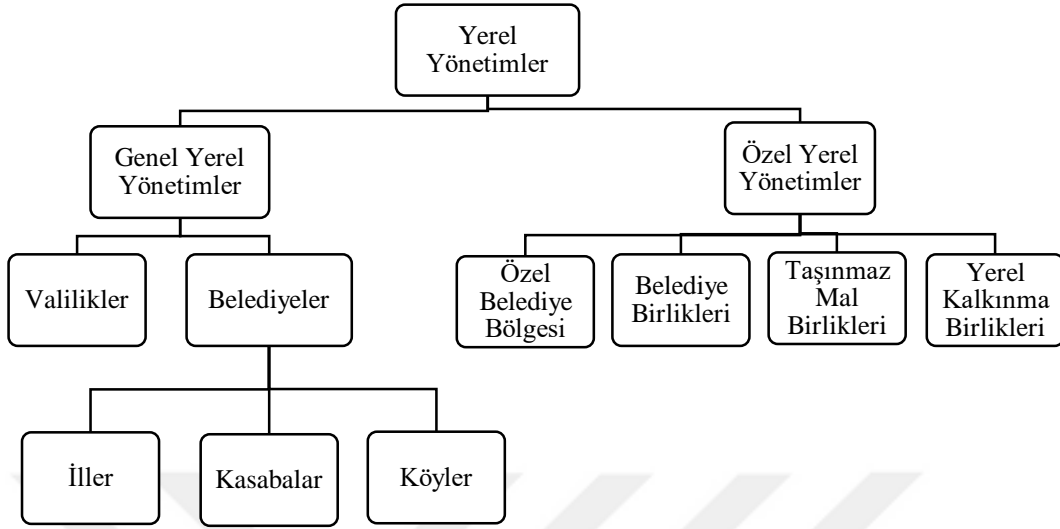 Yerel
Yönetimler
Genel Yerel
Yönetimler
Özel Yerel
Yönetimler
Valilikler
Belediyeler
Özel
Belediye
Bölgesi
Belediye
Birlikleri
Taşınmaz
Mal
Birlikleri
Yerel
Kalkınma
Birlikleri
İller
Kasabalar
Köyler